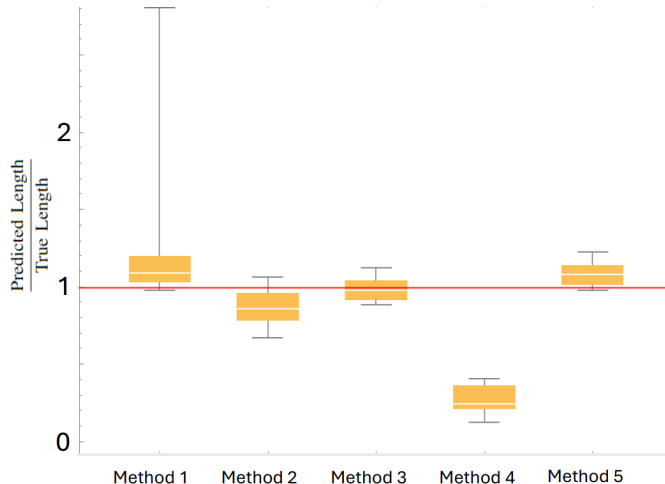 2
Predicted Length
True Length
1
0
Method 1 Method 2 Method 3 Method 4 Method 5